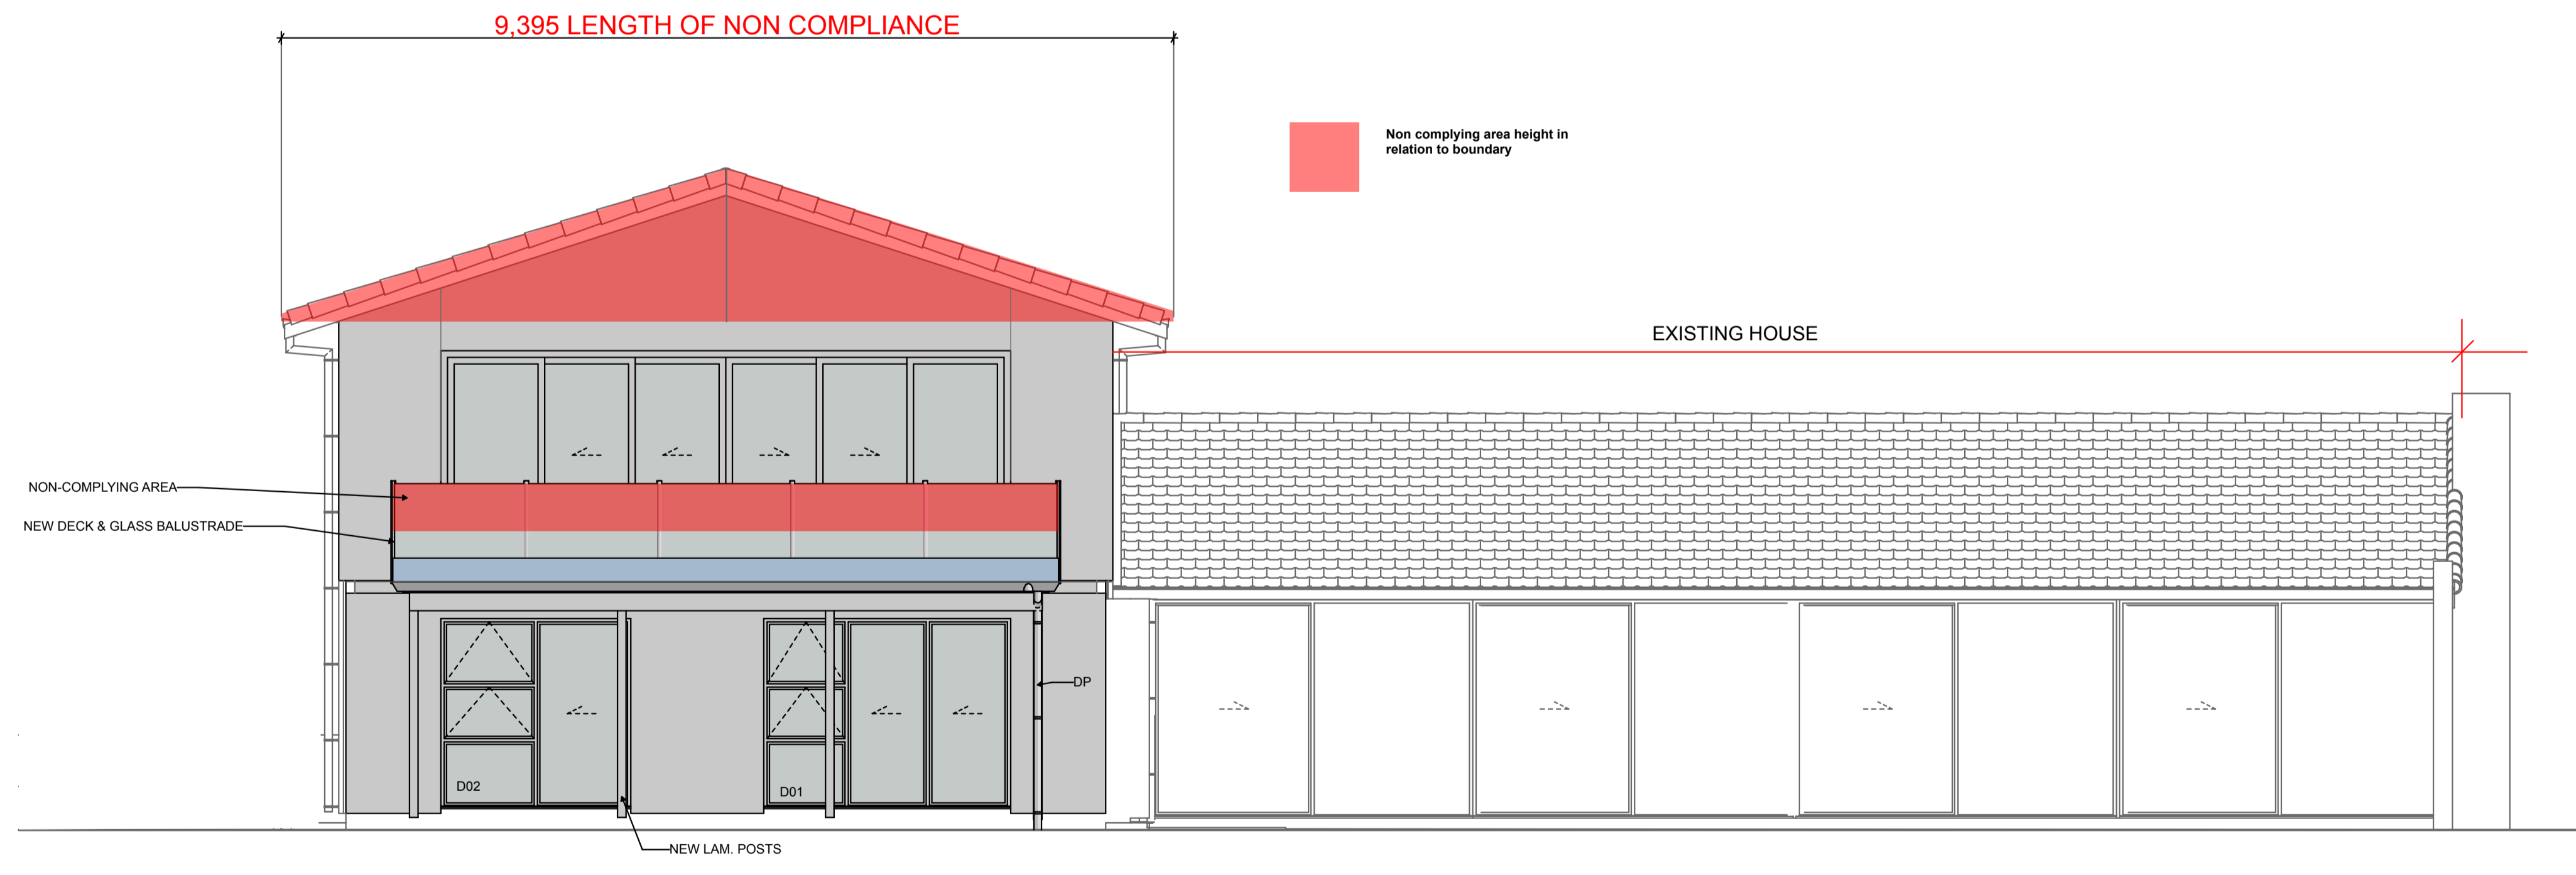 9,395 LENGTH OF NON COMPLIANCE
Non complying area height in
relation to boundary
EXISTING HOUSE
NON-COMPLYING AREA
NEW DECK & GLASS BALUSTRADE
DP
D02
D01
NEW LAM. POSTS